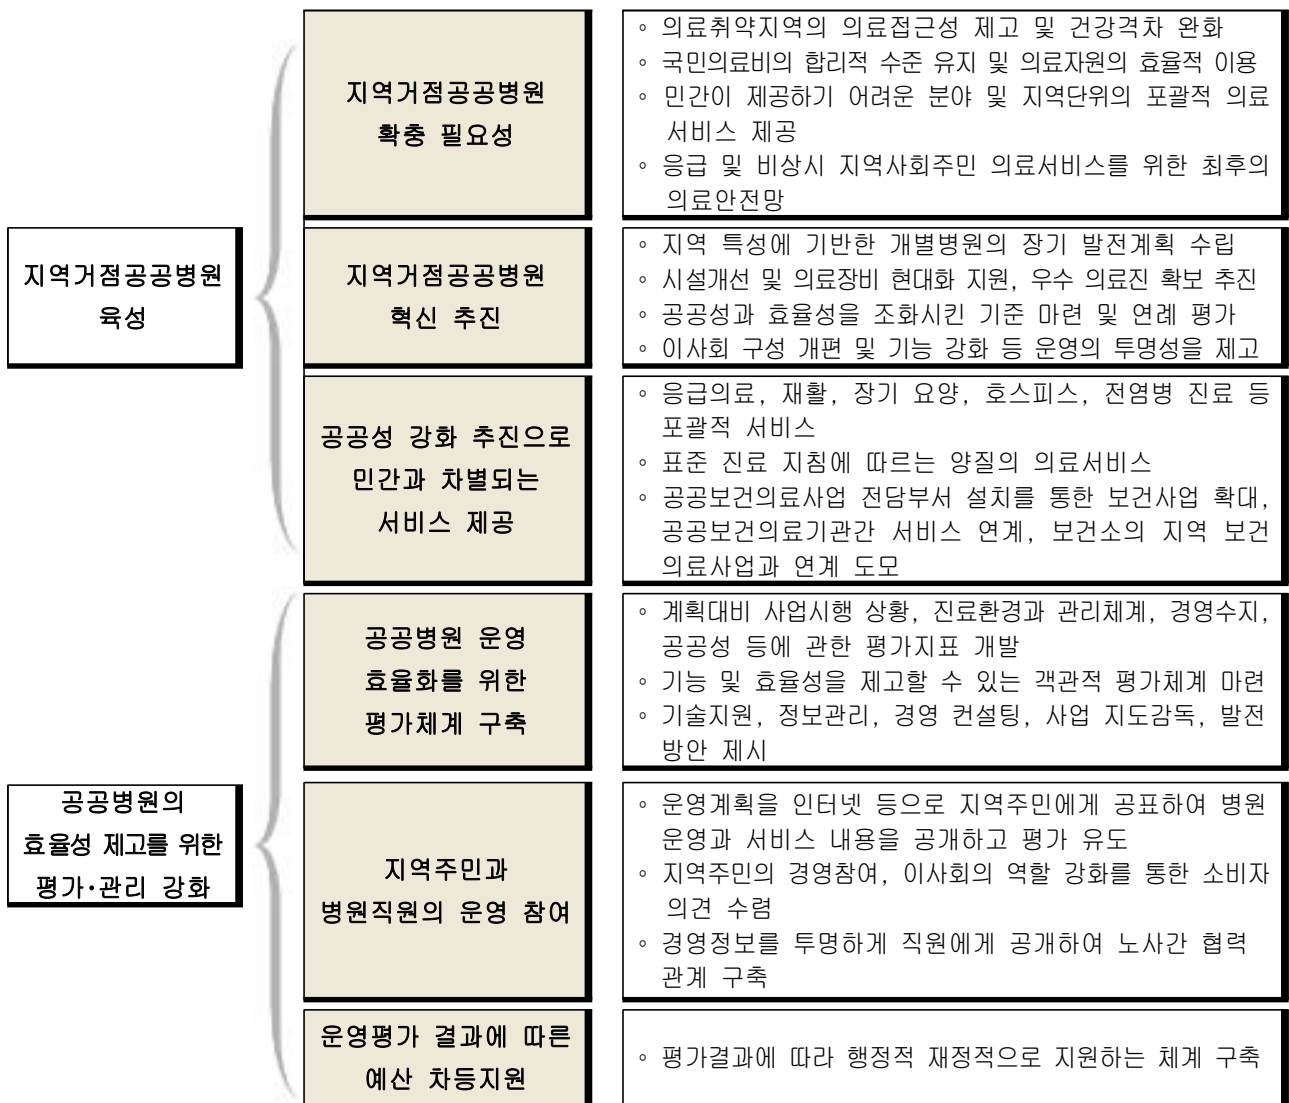 지역거점공공병원
육성
지역거점공공병원
확충 필요성
◦ 의료취약지역의 의료접근성 제고 및 건강격차 완화
◦ 국민의료비의 합리적 수준 유지 및 의료자원의 효율적 이용
◦ 민간이 제공하기 어려운 분야 및 지역단위의 포괄적 의료
서비스 제공
◦ 응급 및 비상시 지역사회주민 의료서비스를 위한 최후의
의료안전망
지역거점공공병원
혁신 추진
◦ 지역 특성에 기반한 개별병원의 장기 발전계획 수립
◦ 시설개선 및 의료장비 현대화 지원, 우수 의료진 확보 추진
◦ 공공성과 효율성을 조화시킨 기준 마련 및 연례 평가
◦ 이사회 구성 개편 및 기능 강화 등 운영의 투명성을 제고
공공성 강화 추진으로
민간과 차별되는
서비스 제공
◦ 응급의료, 재활, 장기 요양, 호스피스, 전염병 진료 등
포괄적 서비스
◦ 표준 진료 지침에 따르는 양질의 의료서비스
◦ 공공보건의료사업 전담부서 설치를 통한 보건사업 확대,
공공보건의료기관간 서비스 연계, 보건소의 지역 보건
의료사업과 연계 도모
공공병원의
효율성 제고를 위한
평가·관리 강화
공공병원 운영
효율화를 위한
평가체계 구축
◦ 계획대비 사업시행 상황, 진료환경과 관리체계, 경영수지,
공공성 등에 관한 평가지표 개발
◦ 기능 및 효율성을 제고할 수 있는 객관적 평가체계 마련
◦ 기술지원, 정보관리, 경영 컨설팅, 사업 지도감독, 발전
방안 제시
지역주민과
병원직원의 운영 참여
◦ 운영계획을 인터넷 등으로 지역주민에게 공표하여 병원
운영과 서비스 내용을 공개하고 평가 유도
◦ 지역주민의 경영참여, 이사회의 역할 강화를 통한 소비자
의견 수렴
◦ 경영정보를 투명하게 직원에게 공개하여 노사간 협력
관계 구축
운영평가 결과에 따른
예산 차등지원
◦ 평가결과에 따라 행정적 재정적으로 지원하는 체계 구축